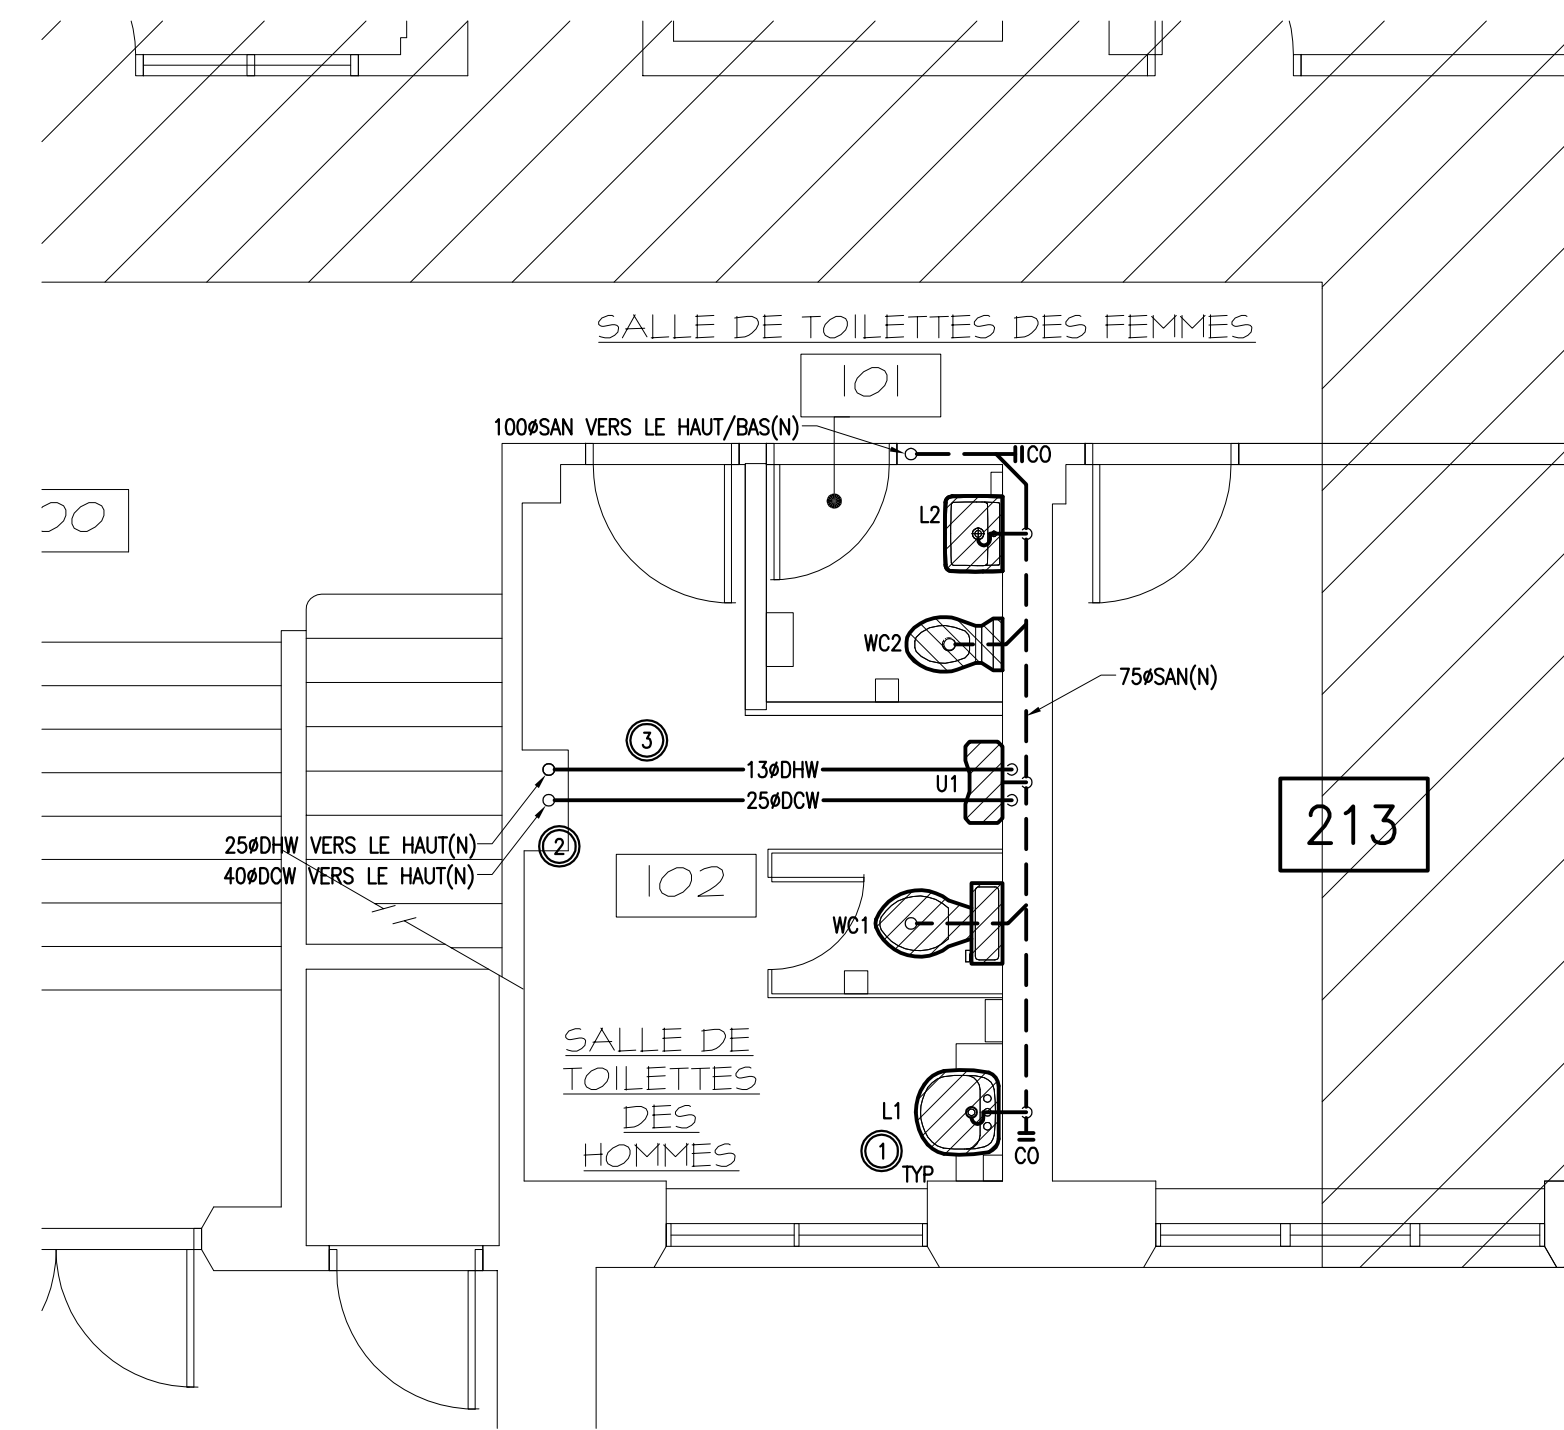 SALLE DE TOILETTES DES FEMMES
101
100øSAN VERS LE HAUT/BAS(N)
CO
00
L2
WC2
75øSAN(N)
3
13øDHW
U1
25øDCW
213
25øDHW VERS LE HAUT(N)
2
40øDCW VERS LE HAUT(N)
102
WC1
SALLE DE
TOILETTES
DES
HOMMES
L1
1
TYP
CO